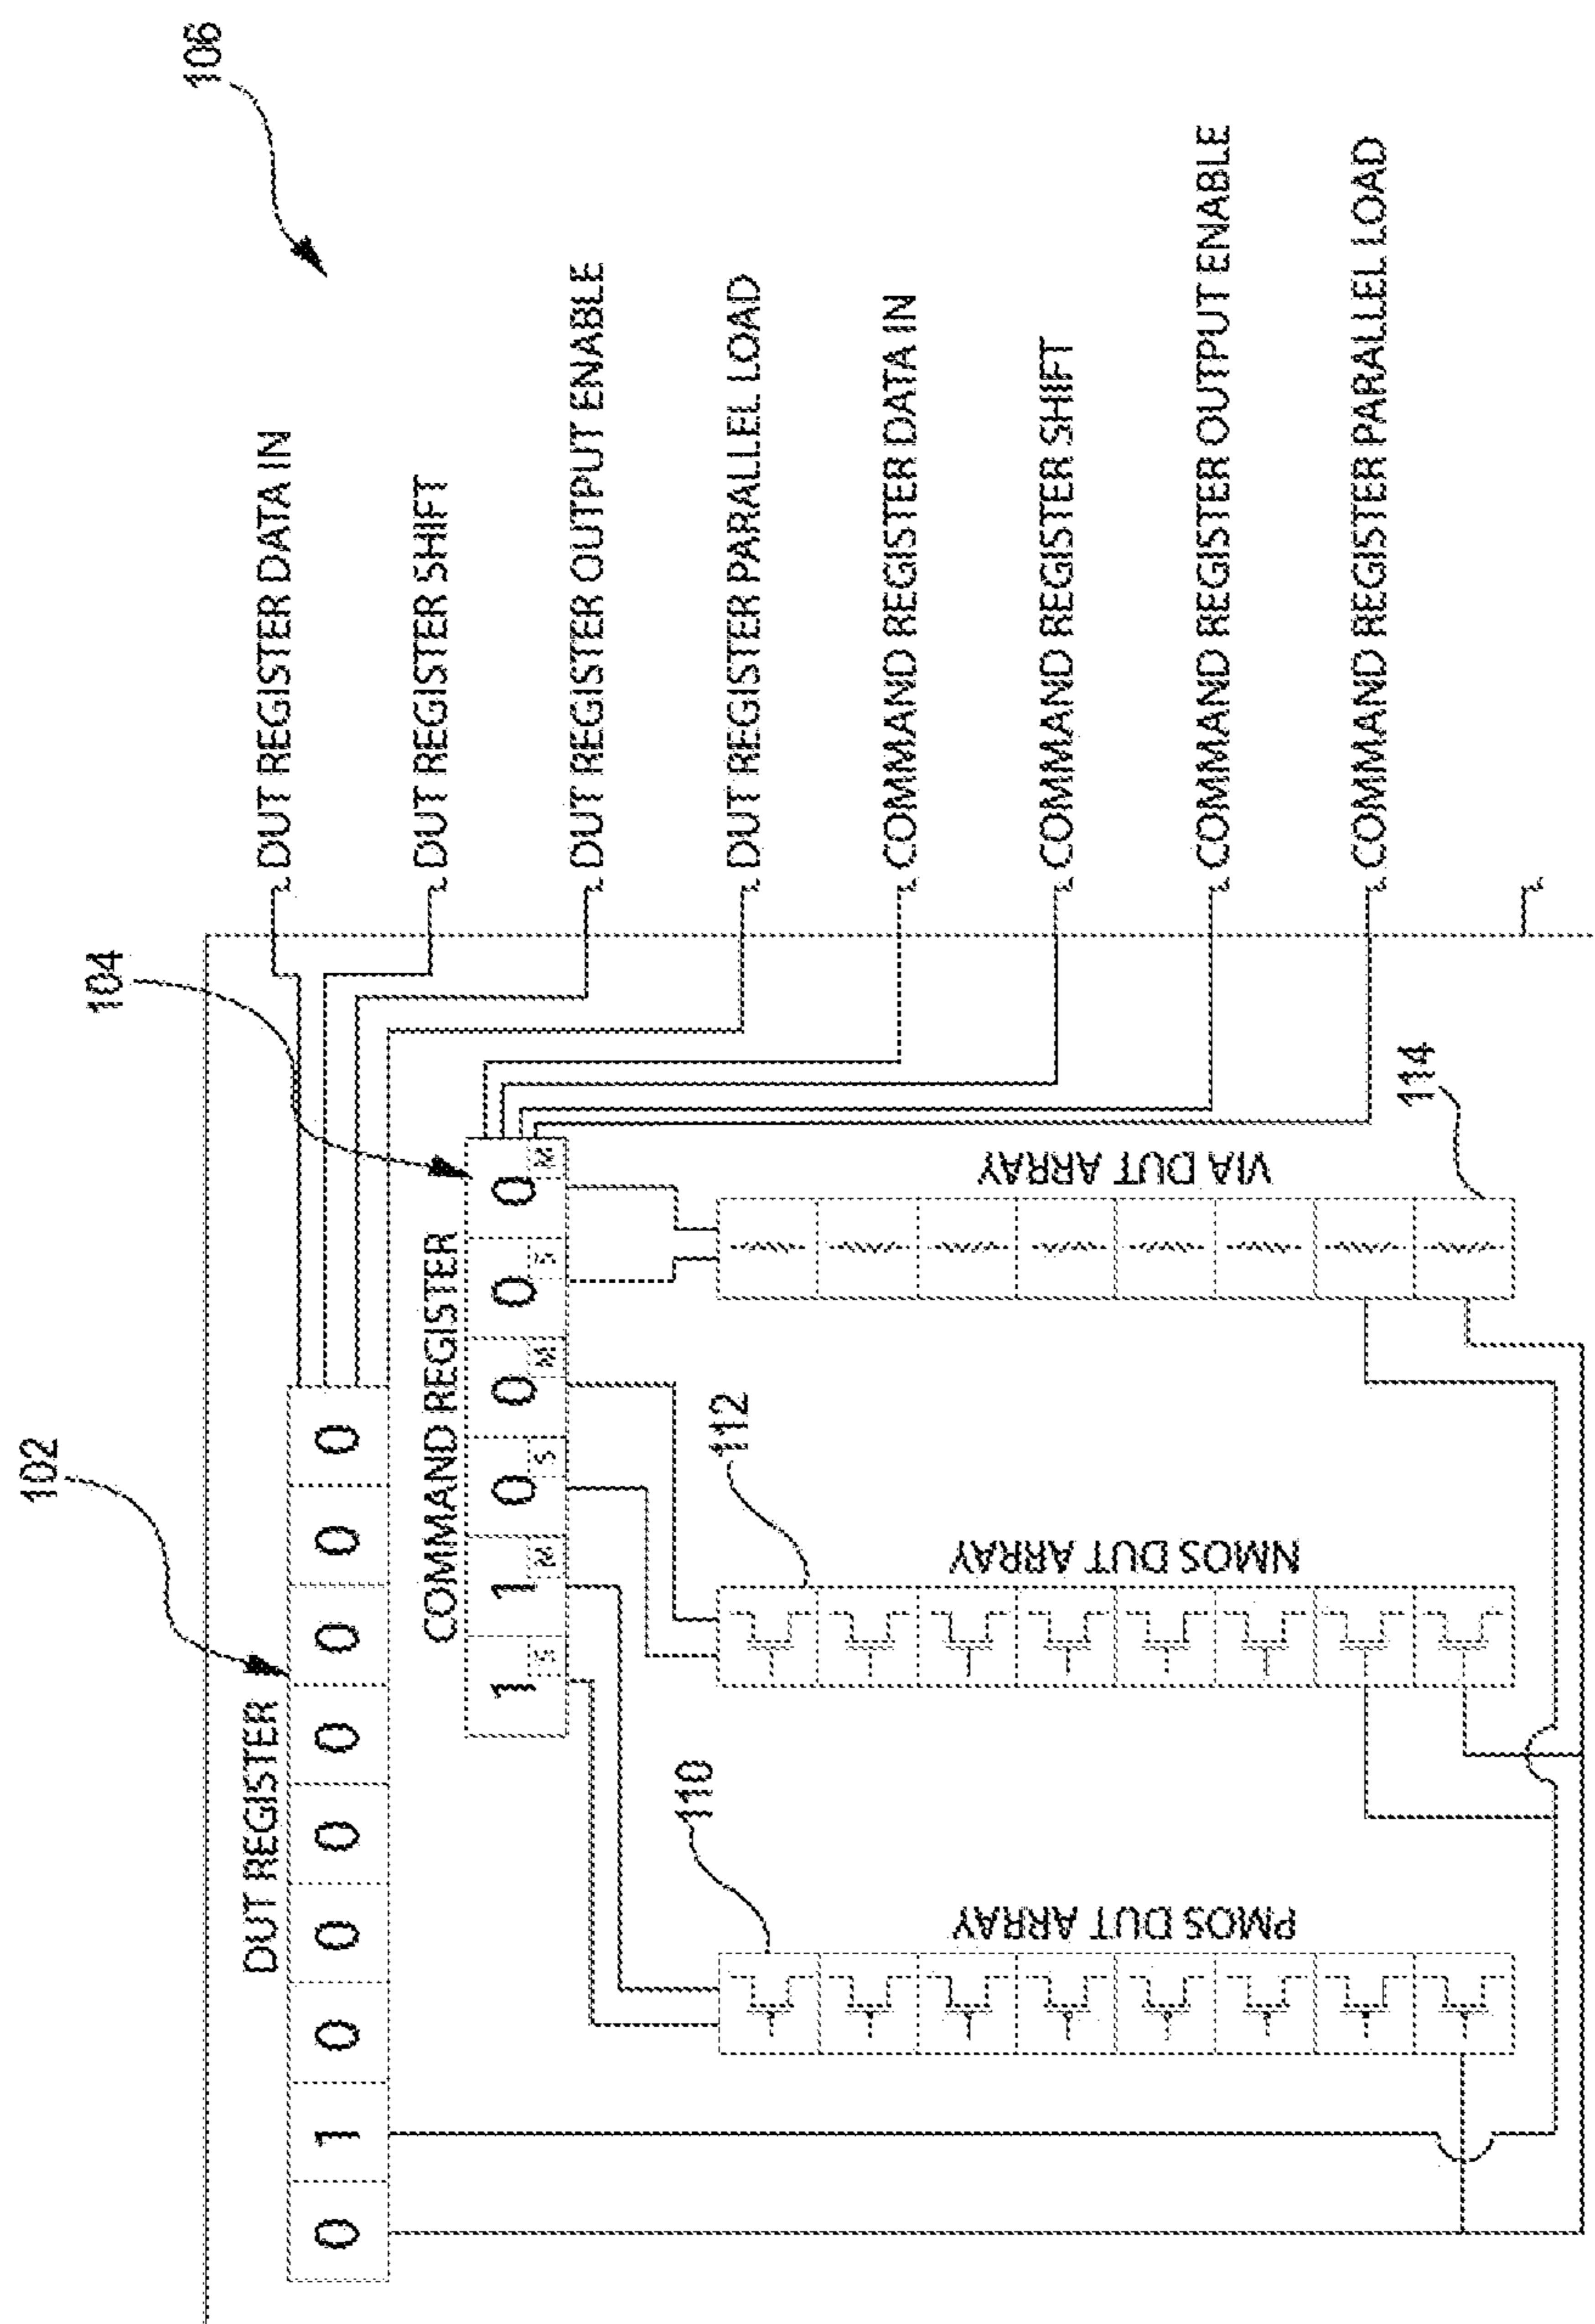 106
102
104
DUT REGISTER
DUT REGISTER DATA IN
0 1 0 0 0 0 0 0 0
DUT REGISTER SHIFT
COMMAND REGISTER
1 1 0 0 0 0
S M S M S M
DUT REGISTER OUTPUT ENABLE
110
112
DUT REGISTER PARALLEL LOAD
COMMAND REGISTER DATA IN
PMOS DUT ARRAY
NMOS DUT ARRAY
VIA DUT ARRAY
COMMAND REGISTER SHIFT
COMMAND REGISTER OUTPUT ENABLE
COMMAND REGISTER PARALLEL LOAD
114